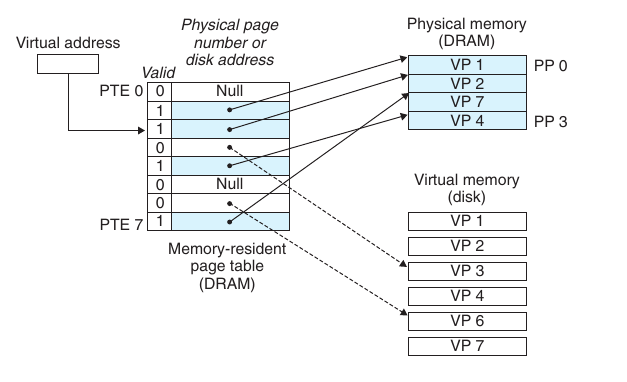 Virtual address
Physical page
number or
disk address
Valid
PTE 0
0 Null
1
1
0
1
0 Null
0
PTE 7 1
Memory-resident
page table
(DRAM)
Physical memory
(DRAM)
VP 1 PP 0
VP 2
VP 7
VP 4 PP 3
Virtual memory
(disk)
VP 1
VP 2
VP 3
VP 4
VP 6
VP 7